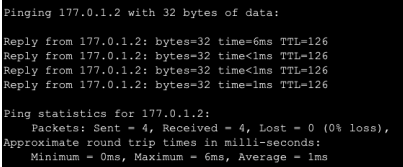 Pinging 177.0.1.2 with 32 bytes of data:
Reply from 177.0.1.2: bytes=32 time=6ms TTL=126
Reply from 177.0.1.2: bytes=32 time<1ms TTL=126
Reply from 177.0.1.2: bytes=32 time<1ms TTL=126
Reply from 177.0.1.2: bytes=32 time=1ms TTL=126
Ping statistics for 177.0.1.2:
Packets: Sent = 4, Received = 4, Lost = 0 (0% loss),
Approximate round trip times in milli-seconds:
Minimum = 0ms, Maximum = 6ms, Average = 1ms